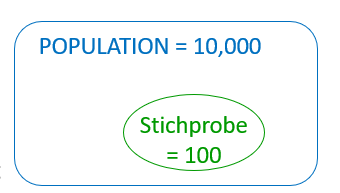 POPULATION = 10,000
Stichprobe
= 100